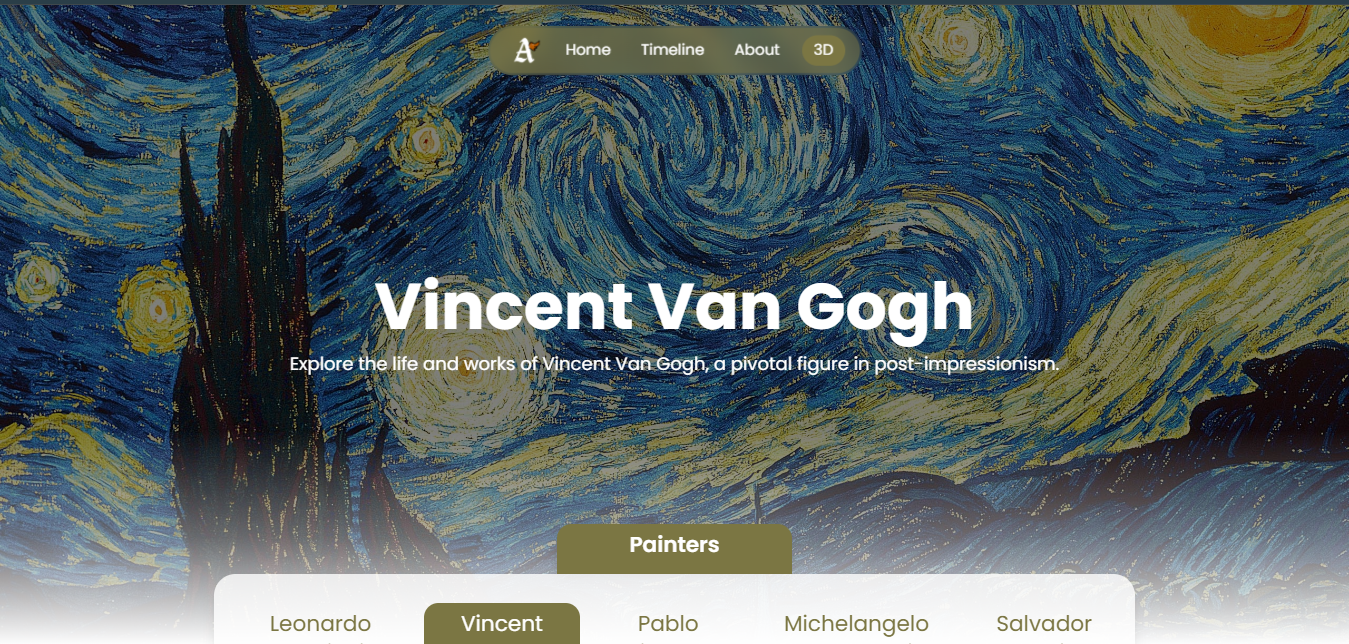 A Home Timeline About 3D
Vincent Van Gogh
Explore the life and works of Vincent Van Gogh, a pivotal figure in post-impressionism.
Painters
Leonardo Vincent Pablo Michelangelo Salvador